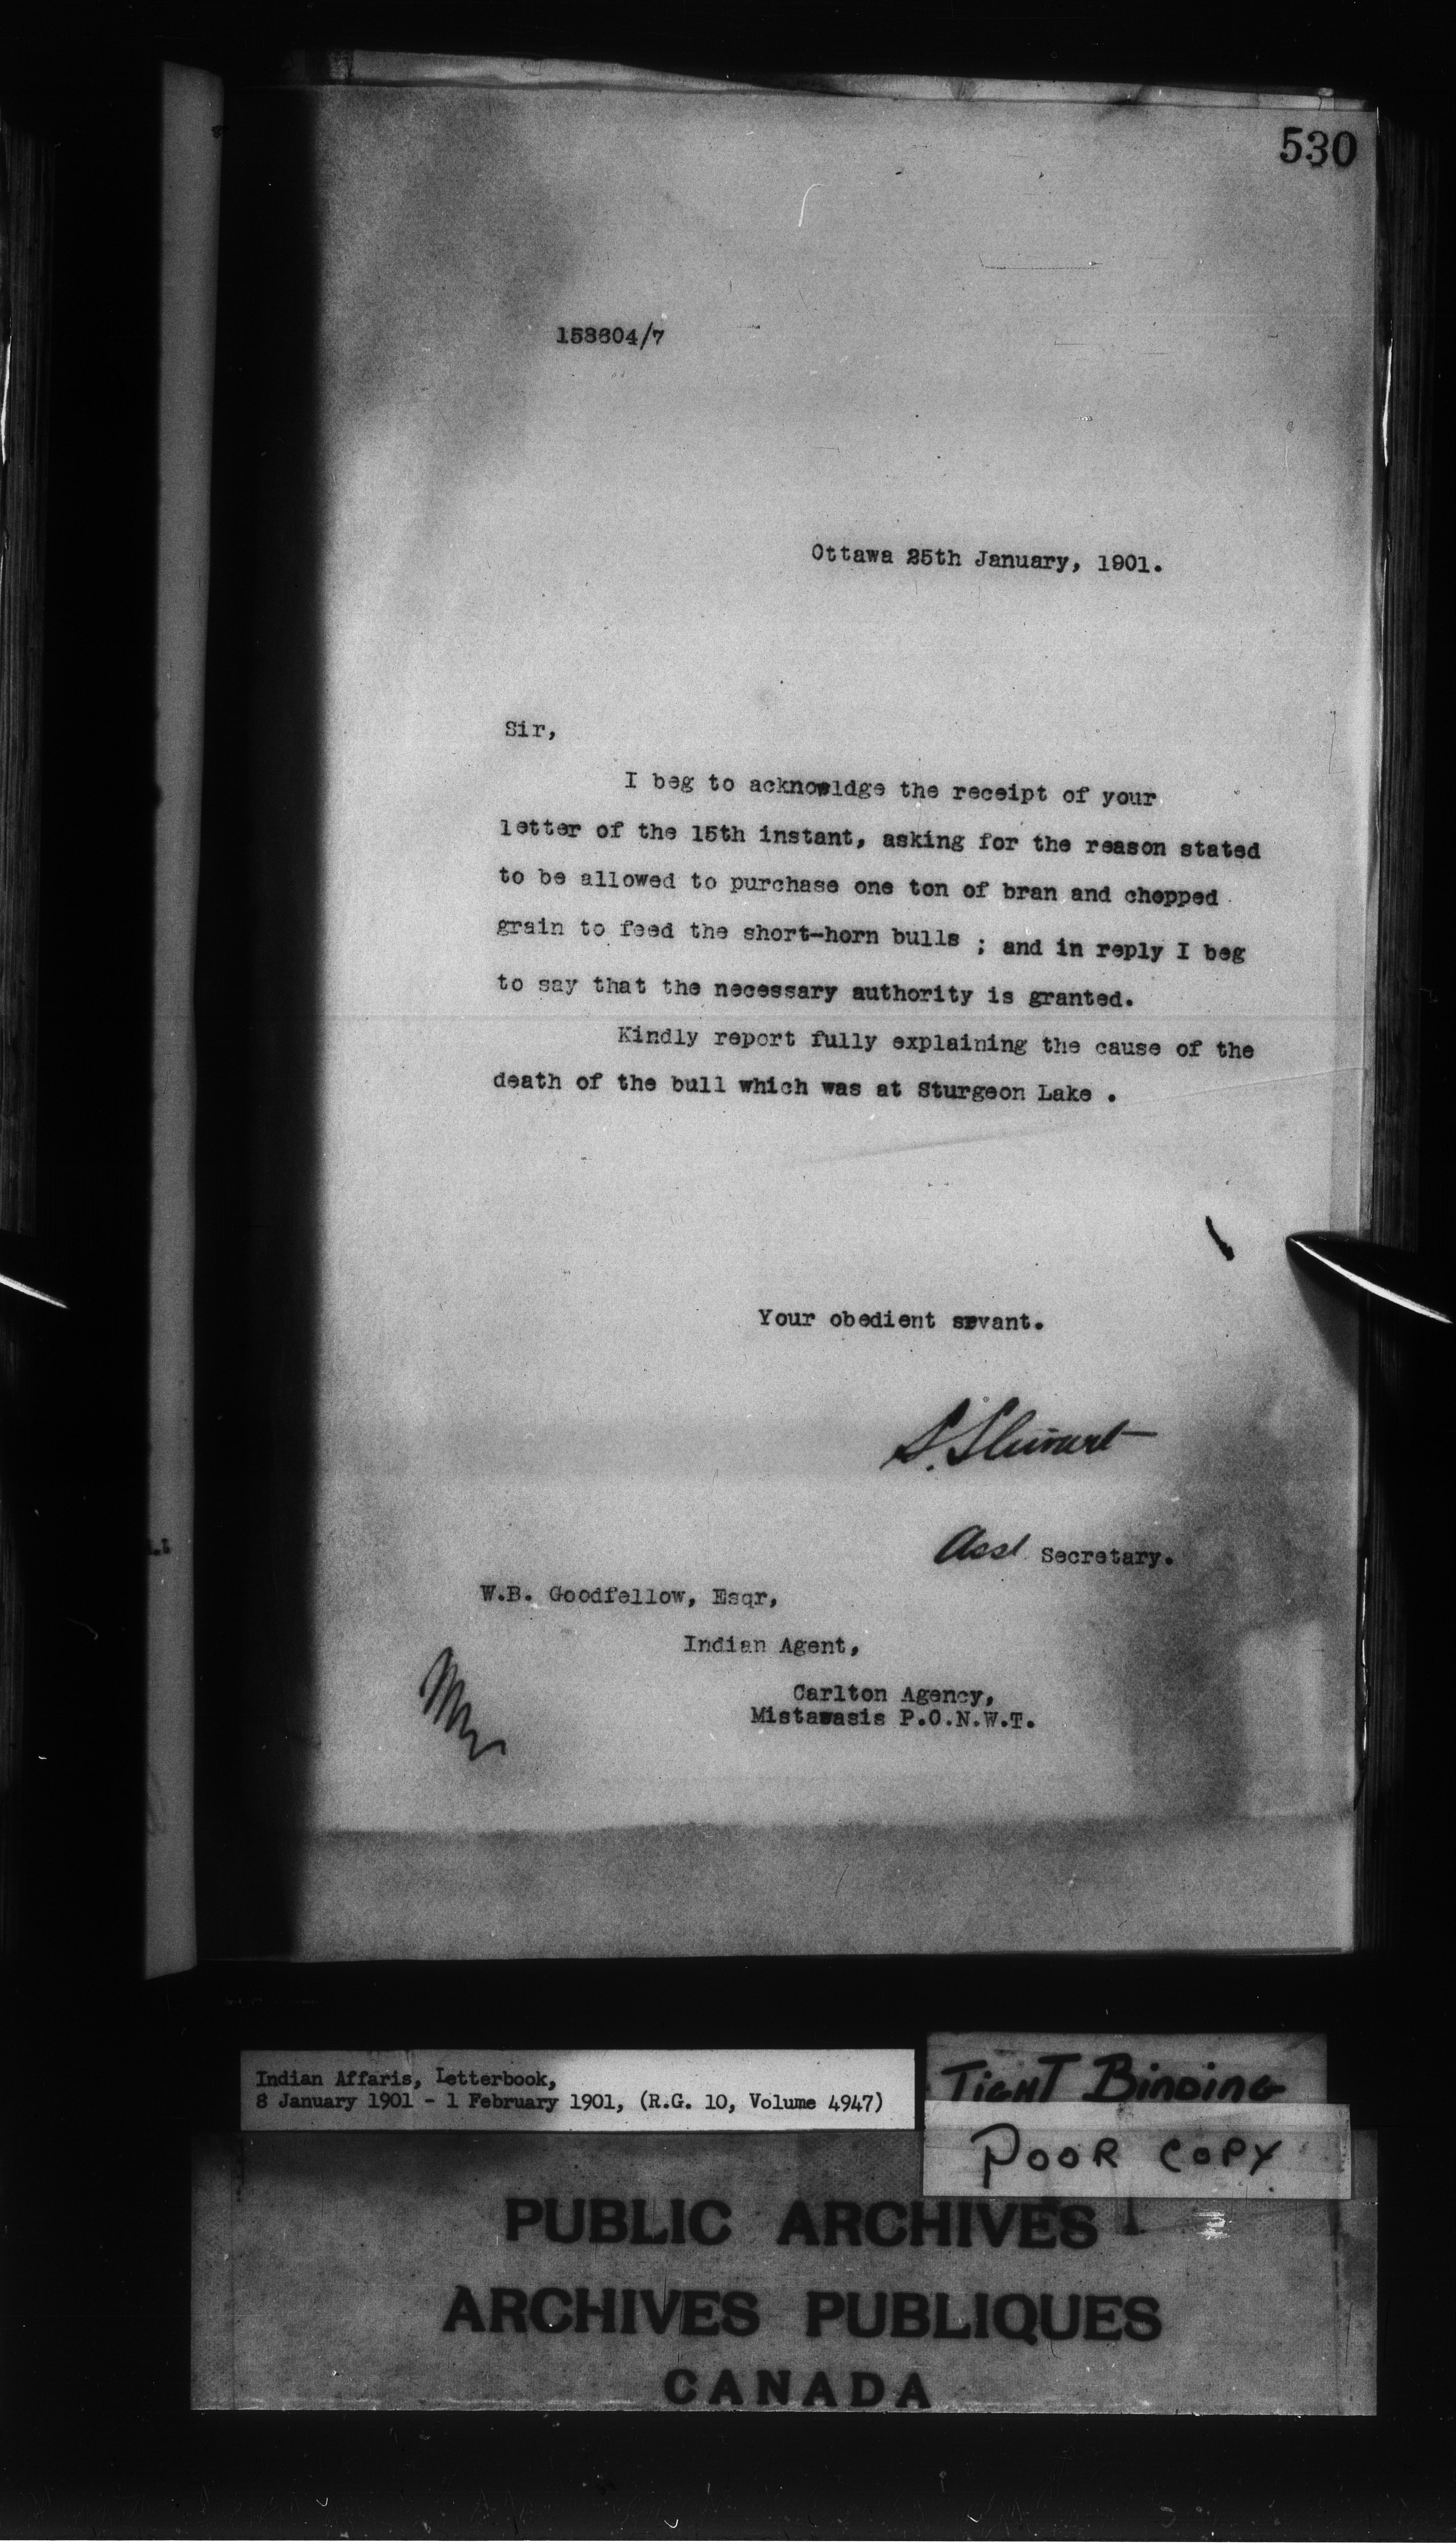 530
158604/7
Ottawa 25th January, 1901.
Sir,
I beg to acknowldge the receipt of your
letter of the 15th instant, asking for the reason stated
to be allowed to purchase one ton of bran and chopped
grain to feed the short-horn bulls ; and in reply I beg
to say that the necessary authority is granted.
Kindly report fully explaining the cause of the
death of the bull which was at Sturgeon Lake .
Your obedient srvant.
S. Stewart
Asst Secretary.
W.B. Goodfellow, Esqr,
Indian Agent,
Carlton Agency,
Mistawasis P.O.N.W.T.
Indian Affaris, Letterbook,
8 January 1901 - 1 February 1901, (R.G. 10, Volume 4947)
TIGHT BINDING
POOR COPY
PUBLIC ARCHIVES
ARCHIVES PUBLIQUES
CANADA